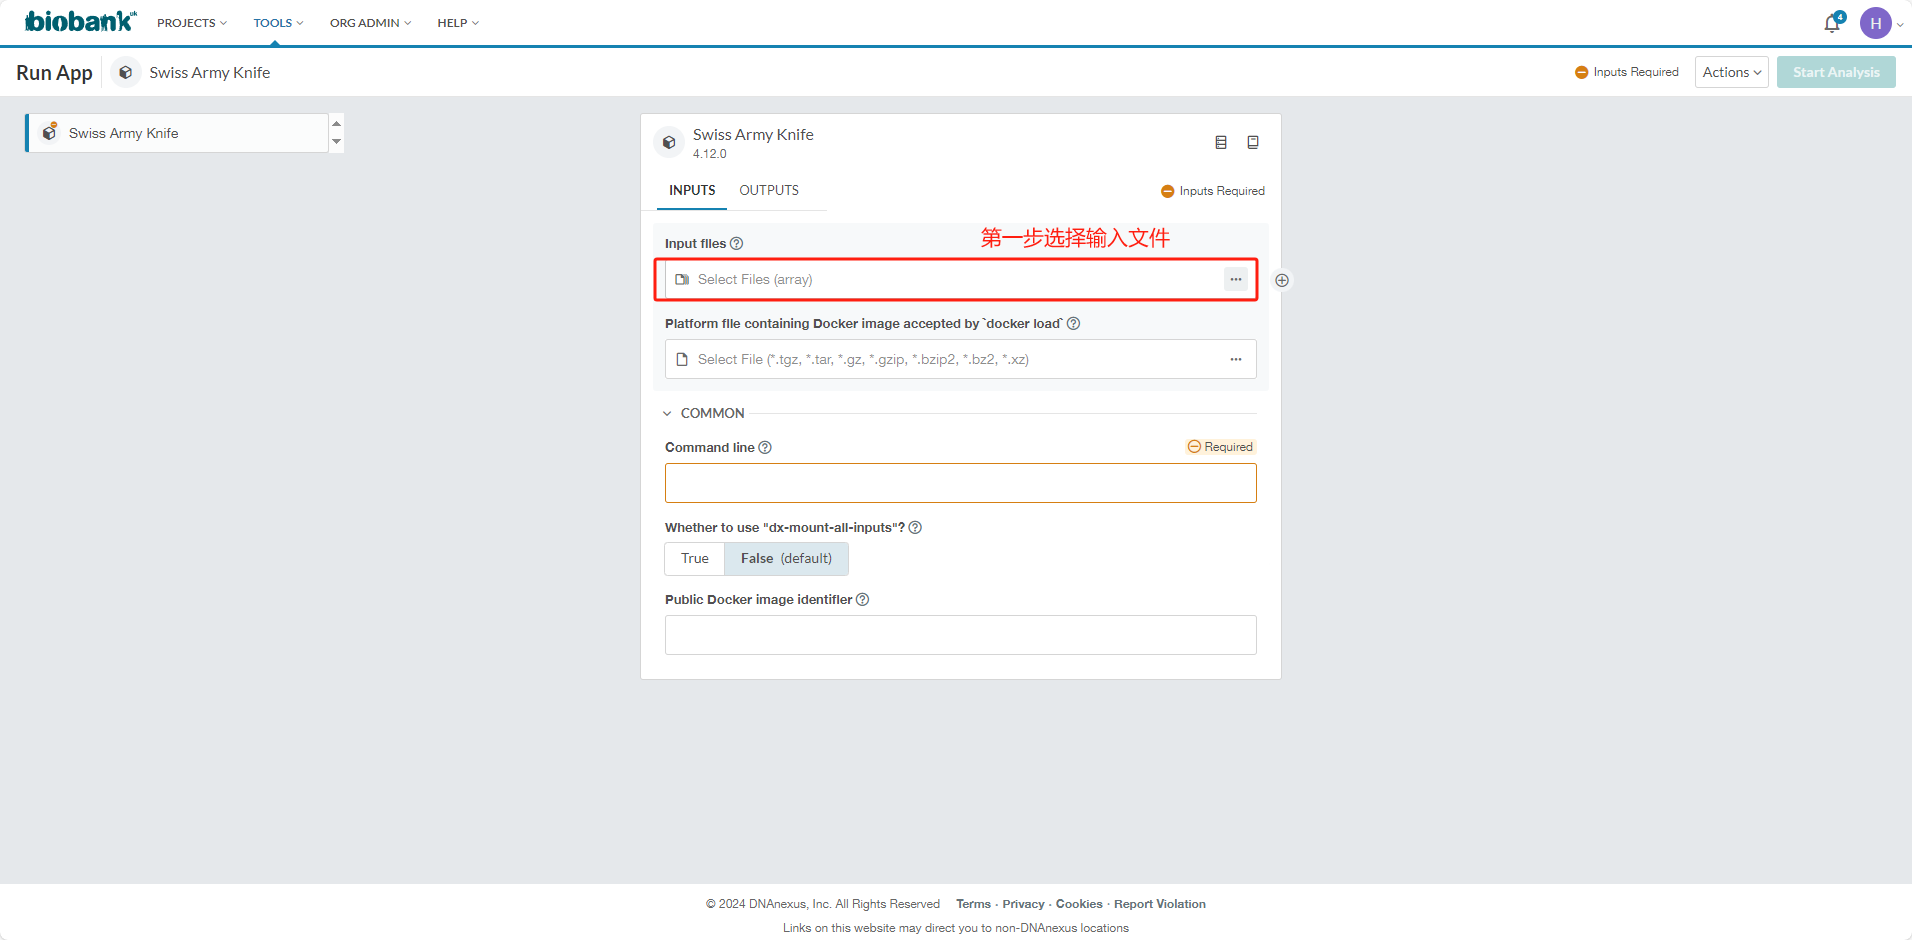 biobank uk PROJECTS TOOLS ORG ADMIN HELP 4 H
Run App Swiss Army Knife Inputs Required Actions Start Analysis
Swiss Army Knife
Swiss Army Knife
4.12.0
INPUTS OUTPUTS Inputs Required
第一步选择输入文件
Input files
Select Files (array)
Platform file containing Docker image accepted by `docker load`
Select File (*.tgz, *.tar, *.gz, *.gzip, *.bzip2, *.bz2, *.xz)
COMMON
Command line Required
Whether to use "dx-mount-all-inputs"?
True False (default)
Public Docker image identifier
© 2024 DNAnexus, Inc. All Rights Reserved Terms · Privacy · Cookies · Report Violation
Links on this website may direct you to non-DNAnexus locations